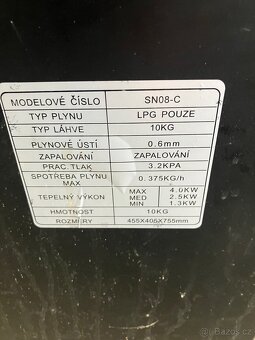 MODELOVÉ ČÍSLO SN08-C
TYP PLYNU LPG POUZE
TYP LÁHVE 10KG
PLYNOVÉ ÚSTÍ 0.6mm
ZAPALOVÁNÍ ZAPALOVÁNÍ
PRAC. TLAK 3.2KPA
SPOTŘEBA PLYNU MAX 0.375KG/h
TEPELNÝ VÝKON MAX 4.0KW
MED 2.5KW
MIN 1.3KW
HMOTNOST 10KG
ROZMĚRY 455X405X755mm
Bazoš.cz